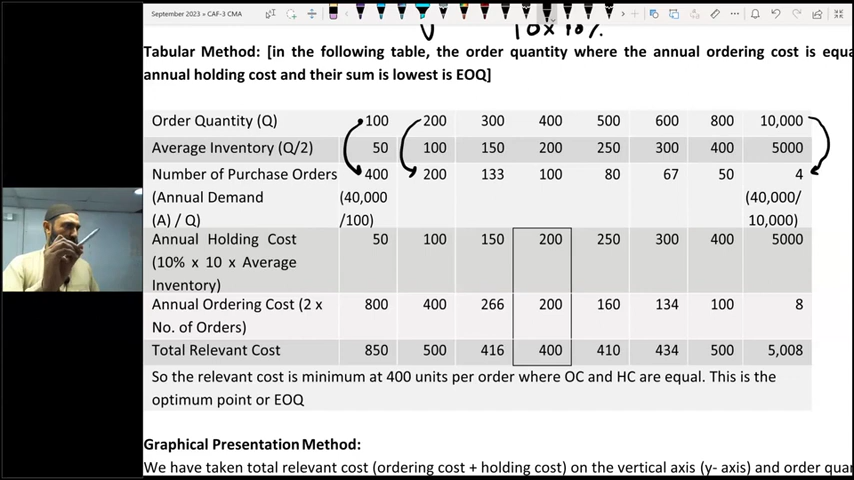 September 2023 » CAF-3 CMA
10 x 10%
Tabular Method: [in the following table, the order quantity where the annual ordering cost is equa
annual holding cost and their sum is lowest is EOQ]
Order Quantity (Q) 100 200 300 400 500 600 800 10,000
Average Inventory (Q/2) 50 100 150 200 250 300 400 5000
Number of Purchase Orders 400 200 133 100 80 67 50 4
(Annual Demand (40,000 (40,000/
(A) / Q) /100) 10,000)
Annual Holding Cost 50 100 150 200 250 300 400 5000
(10% x 10 x Average
Inventory)
Annual Ordering Cost (2 x 800 400 266 200 160 134 100 8
No. of Orders)
Total Relevant Cost 850 500 416 400 410 434 500 5,008
So the relevant cost is minimum at 400 units per order where OC and HC are equal. This is the
optimum point or EOQ
Graphical Presentation Method:
We have taken total relevant cost (ordering cost + holding cost) on the vertical axis (y- axis) and order quan